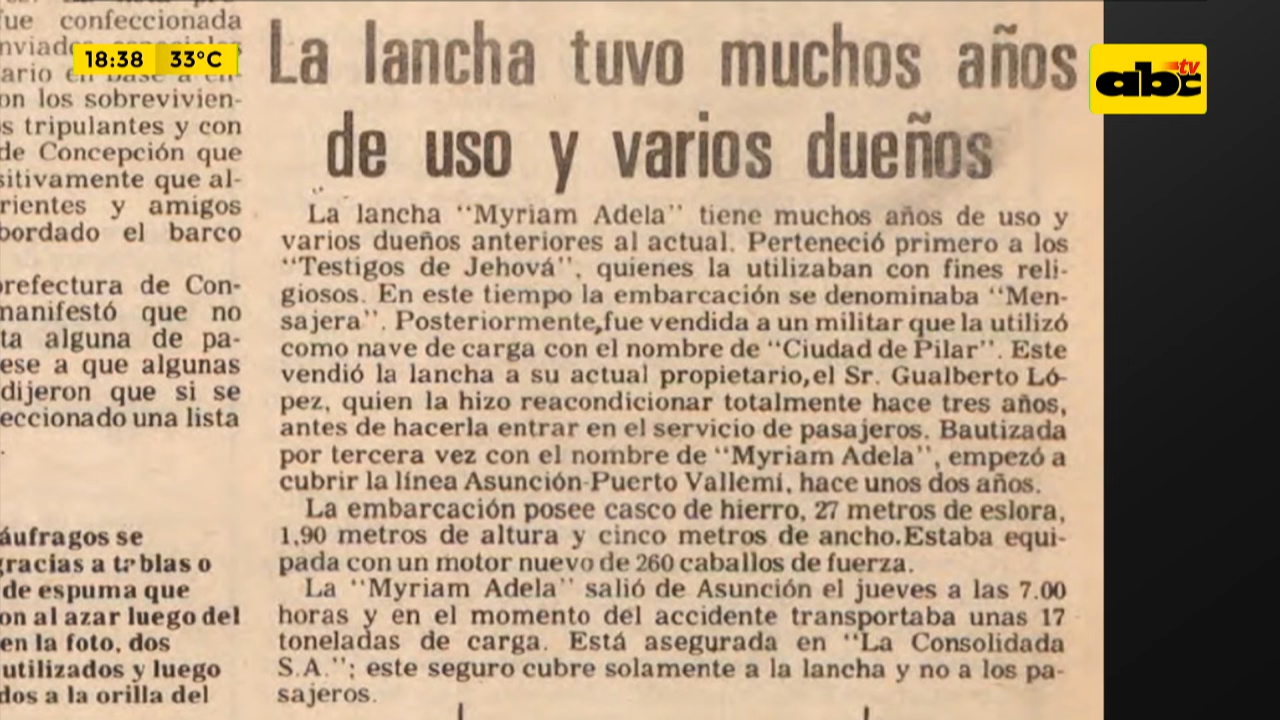 fue confeccionada
18:38 33°C
abc tv
on los sobrevivien-
s tripulantes y con
de Concepción que
sitivamente que al-
rientes y amigos
bordado el barco
prefectura de Con-
manifestó que no
ta alguna de pa-
ese a que algunas
dijeron que si se
eccionado una lista
áufragos se
gracias a tablas o
de espuma que
on al azar luego del
en la foto, dos
utilizados y luego
dos a la orilla del
La lancha tuvo muchos años
de uso y varios dueños
La lancha "Myriam Adela" tiene muchos años de uso y
varios dueños anteriores al actual. Perteneció primero a los
"Testigos de Jehová", quienes la utilizaban con fines reli-
giosos. En este tiempo la embarcación se denominaba "Men-
sajera". Posteriormente,fue vendida a un militar que la utilizó
como nave de carga con el nombre de "Ciudad de Pilar". Este
vendió la lancha a su actual propietario,el Sr. Gualberto Ló-
pez, quien la hizo reacondicionar totalmente hace tres años,
antes de hacerla entrar en el servicio de pasajeros. Bautizada
por tercera vez con el nombre de "Myriam Adela", empezó a
cubrir la línea Asunción-Puerto Vallemí, hace unos dos años.
La embarcación posee casco de hierro, 27 metros de eslora,
1,90 metros de altura y cinco metros de ancho.Estaba equi-
pada con un motor nuevo de 260 caballos de fuerza.
La "Myriam Adela" salió de Asunción el jueves a las 7.00
horas y en el momento del accidente transportaba unas 17
toneladas de carga. Está asegurada en "La Consolidada
S.A."; este seguro cubre solamente a la lancha y no a los pa-
sajeros.